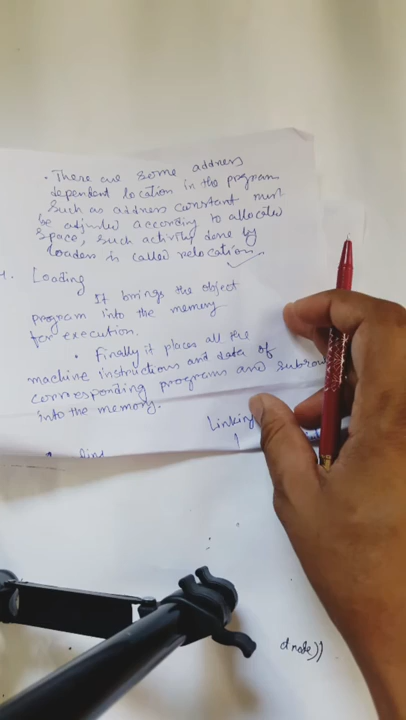 • There are some address
dependent location in the program
Such as address constant must
be adjusted according to allocated
space, such activity done by
loaders is called relocation.
4. Loading
It brings the object
program into the memory
for execution.
• Finally it places all the
machine instructions and data of
corresponding programs and subrou
into the memory.
Linking